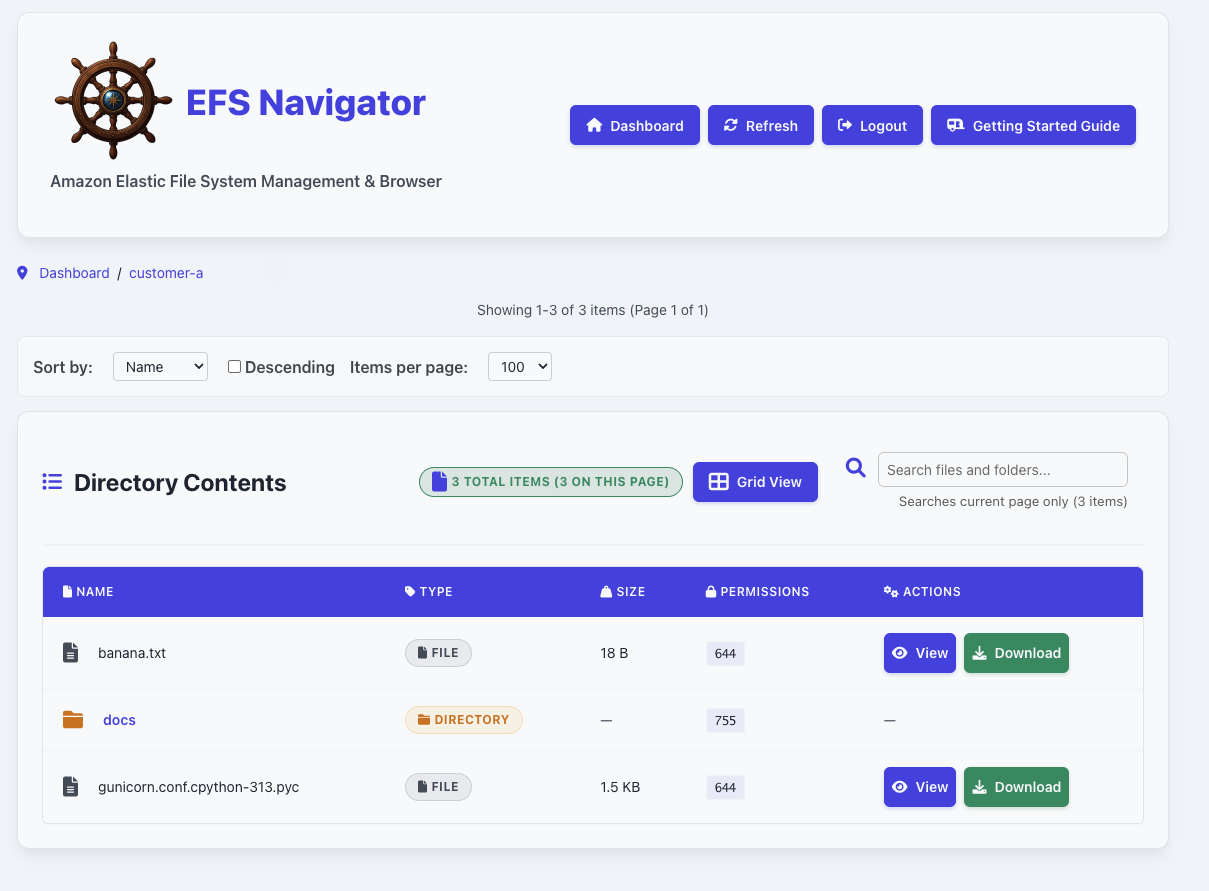 EFS Navigator
Dashboard
Refresh
Logout
Getting Started Guide
Amazon Elastic File System Management & Browser
Dashboard / customer-a
Showing 1-3 of 3 items (Page 1 of 1)
Sort by: Name Descending Items per page: 100
Directory Contents
3 TOTAL ITEMS (3 ON THIS PAGE)
Grid View
Search files and folders...
Searches current page only (3 items)
NAME TYPE SIZE PERMISSIONS ACTIONS
banana.txt FILE 18 B 644 View Download
docs DIRECTORY — 755 —
gunicorn.conf.cpython-313.pyc FILE 1.5 KB 644 View Download